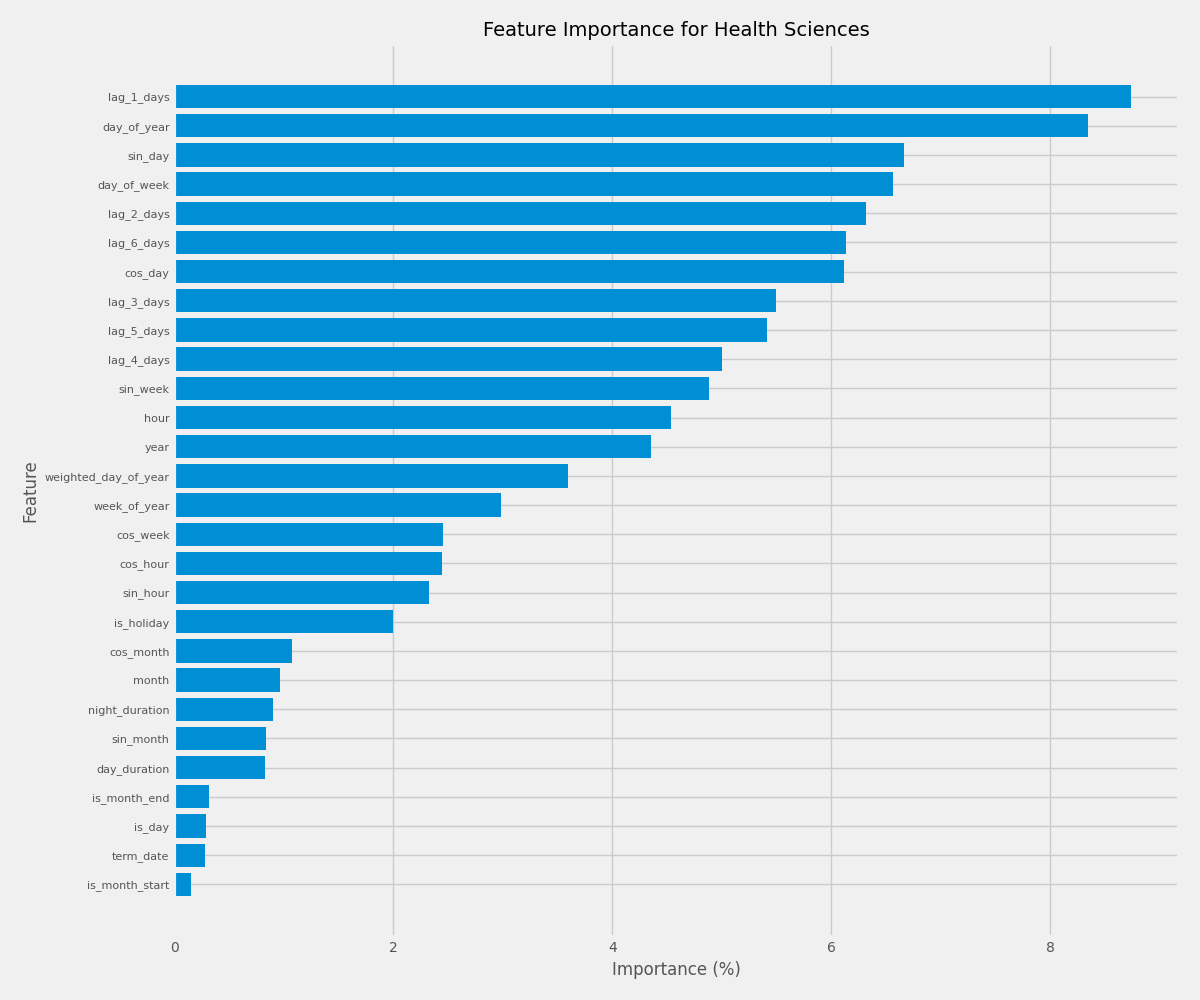 Feature Importance for Health Sciences
Feature
lag_1_days
day_of_year
sin_day
day_of_week
lag_2_days
lag_6_days
cos_day
lag_3_days
lag_5_days
lag_4_days
sin_week
hour
year
weighted_day_of_year
week_of_year
cos_week
cos_hour
sin_hour
is_holiday
cos_month
month
night_duration
sin_month
day_duration
is_month_end
is_day
term_date
is_month_start
0 2 4 6 8
Importance (%)